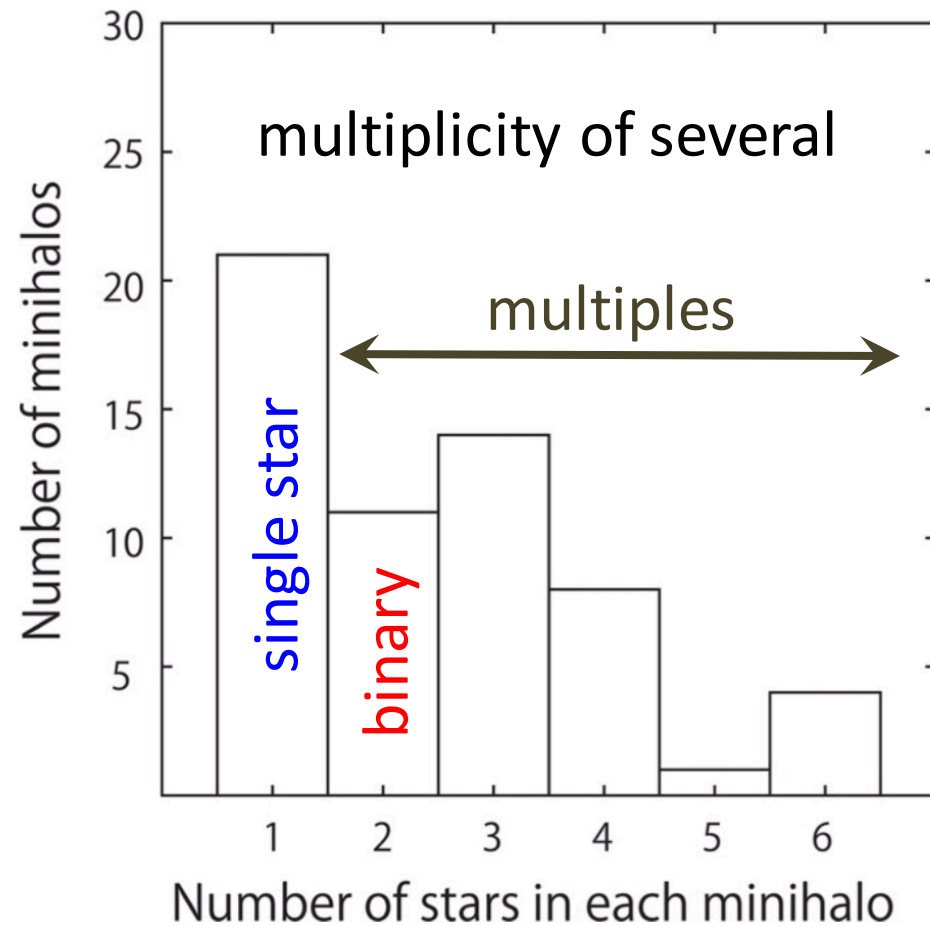 30
multiplicity of several
25
20
multiples
15
10
5
single star
binary
Number of minihalos
1 2 3 4 5 6
Number of stars in each minihalo